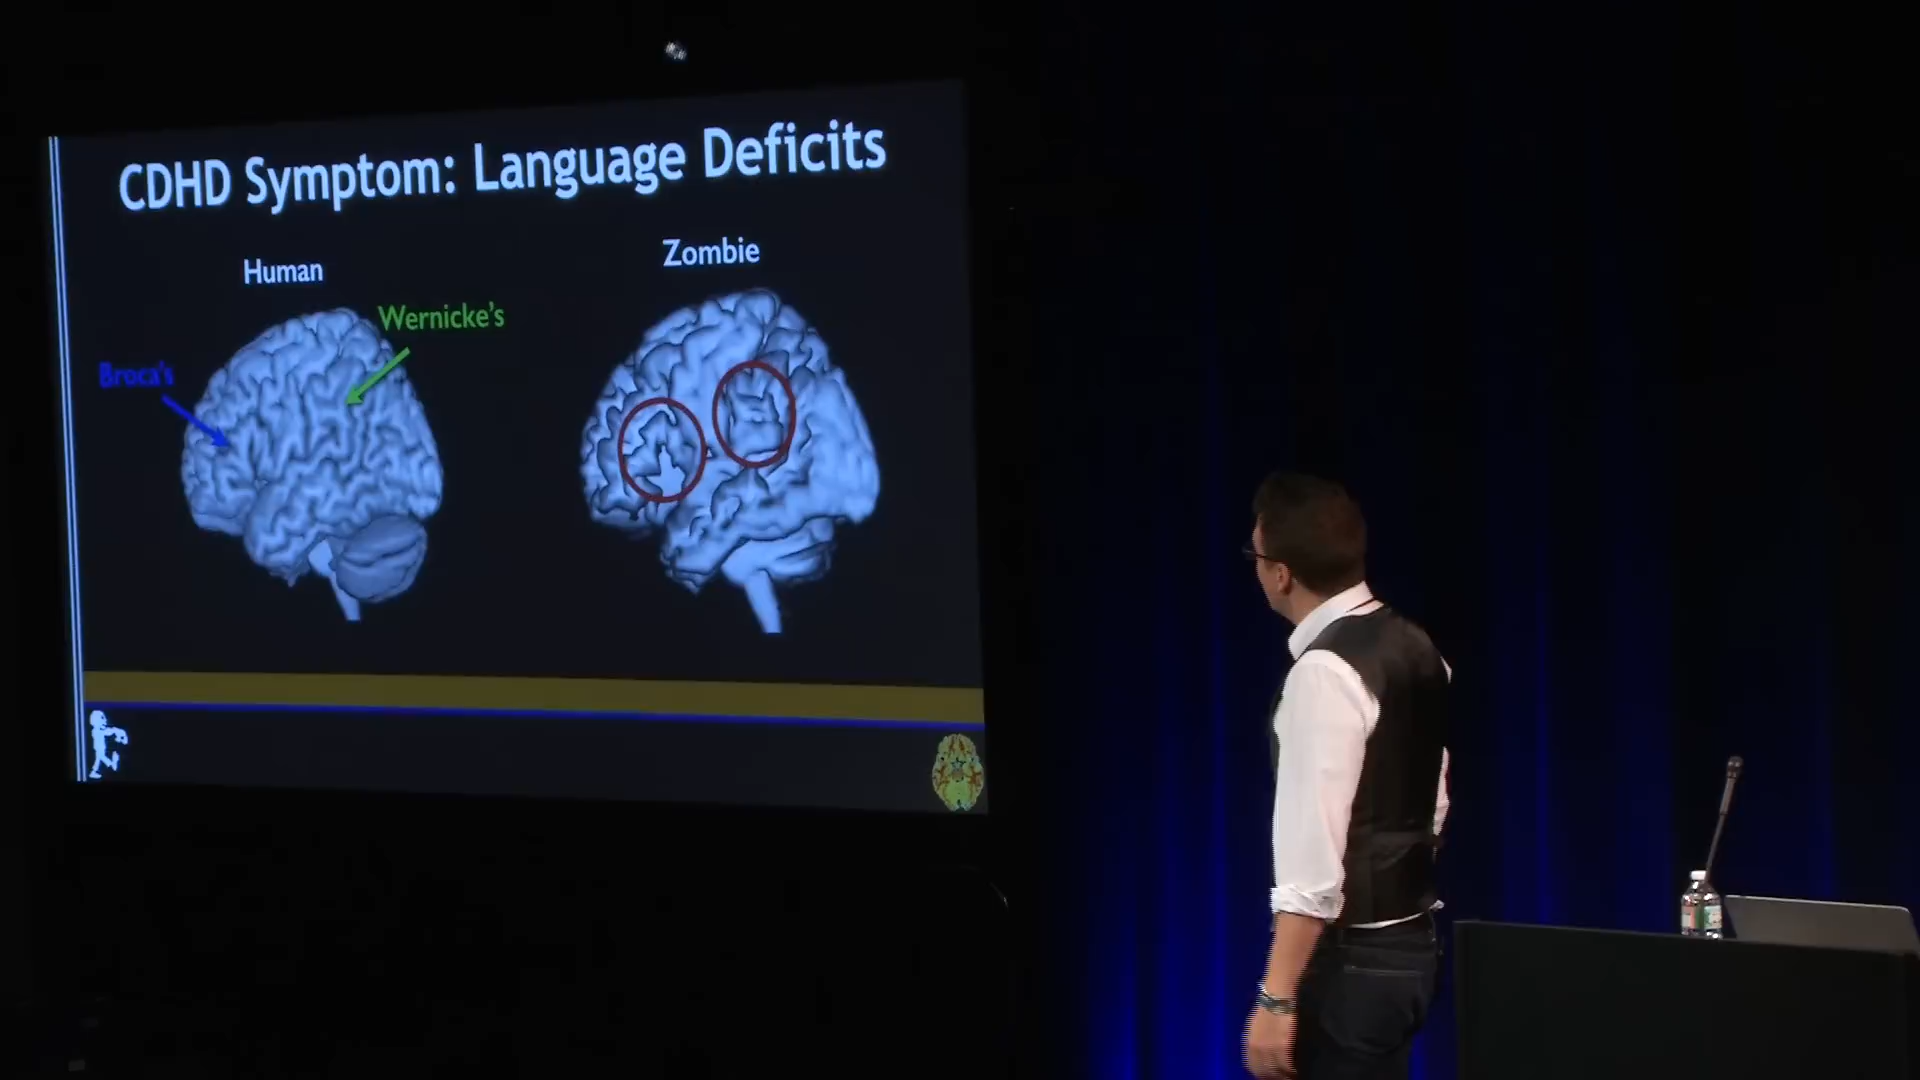 CDHD Symptom: Language Deficits
Human
Zombie
Wernicke's
Broca's